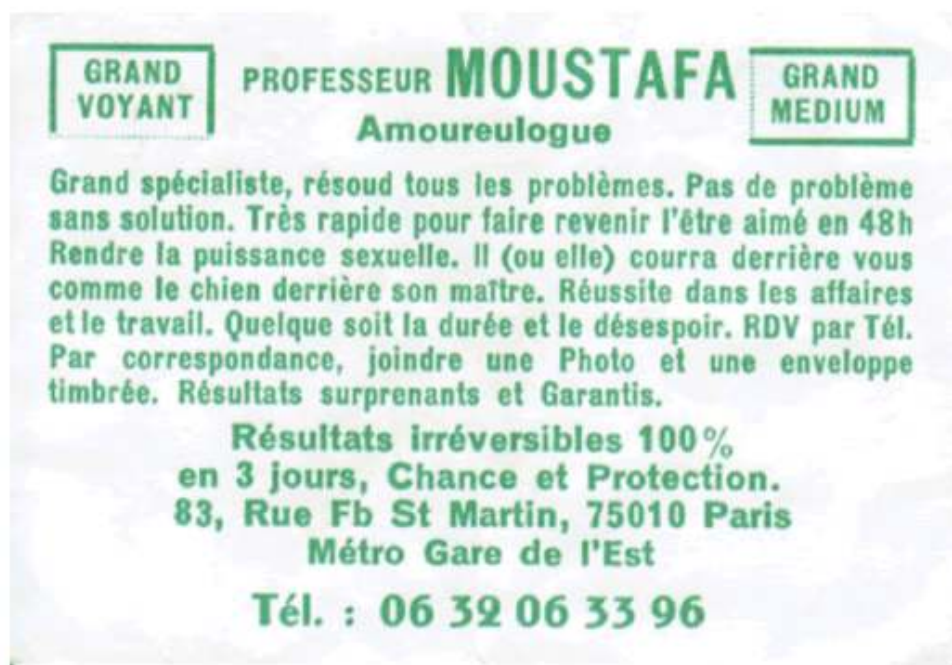 GRAND
VOYANT
PROFESSEUR MOUSTAFA
Amoureulogue
GRAND
MEDIUM
Grand spécialiste, résoud tous les problèmes. Pas de problème
sans solution. Très rapide pour faire revenir l'être aimé en 48h
Rendre la puissance sexuelle. Il (ou elle) courra derrière vous
comme le chien derrière son maître. Réussite dans les affaires
et le travail. Quelque soit la durée et le désespoir. RDV par Tél.
Par correspondance, joindre une Photo et une enveloppe
timbrée. Résultats surprenants et Garantis.
Résultats irréversibles 100%
en 3 jours, Chance et Protection.
83, Rue Fb St Martin, 75010 Paris
Métro Gare de l'Est
Tél. : 06 32 06 33 96